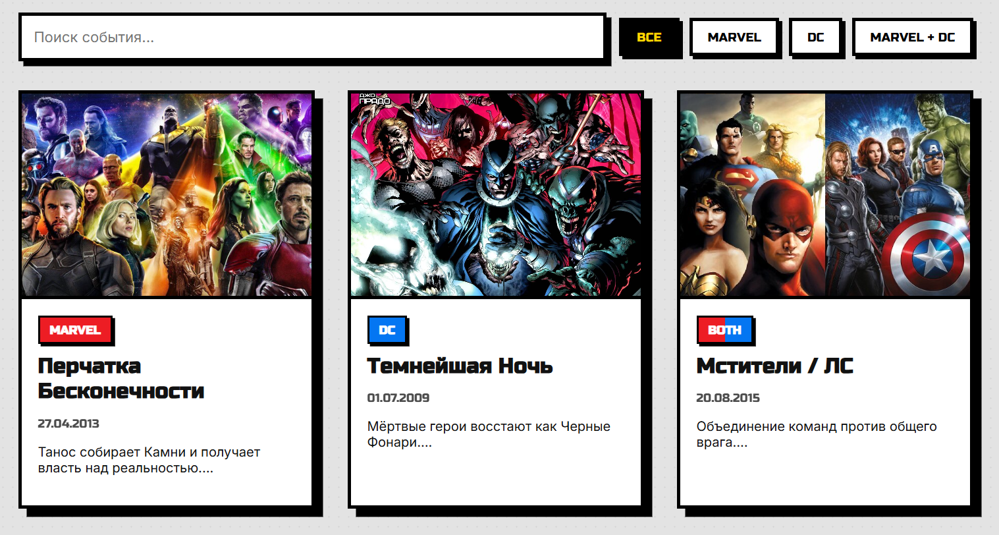 Поиск события...
ВСЕ
MARVEL
DC
MARVEL + DC
ДЖО
ПРАДО
A
MARVEL
Перчатка
Бесконечности
27.04.2013
Танос собирает Камни и получает
власть над реальностью....
DC
Темнейшая Ночь
01.07.2009
Мёртвые герои восстают как Черные
Фонари....
BOTH
Мстители / ЛС
20.08.2015
Объединение команд против общего
врага....